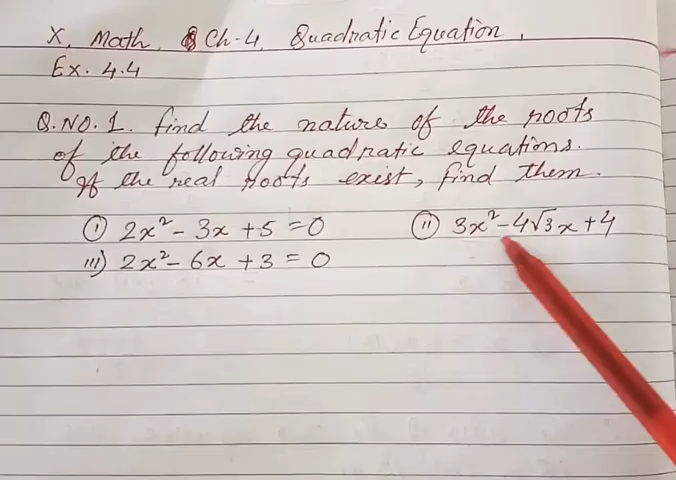 X. Math. Ch-4. Quadratic Equation.
Ex. 4.4
Q.NO.1. find the nature of the roots
of the following quadratic equations.
If the real roots exist, find them.
(i) 2x² - 3x + 5 = 0 (ii) 3x² - 4√3x + 4
iii) 2x² - 6x + 3 = 0